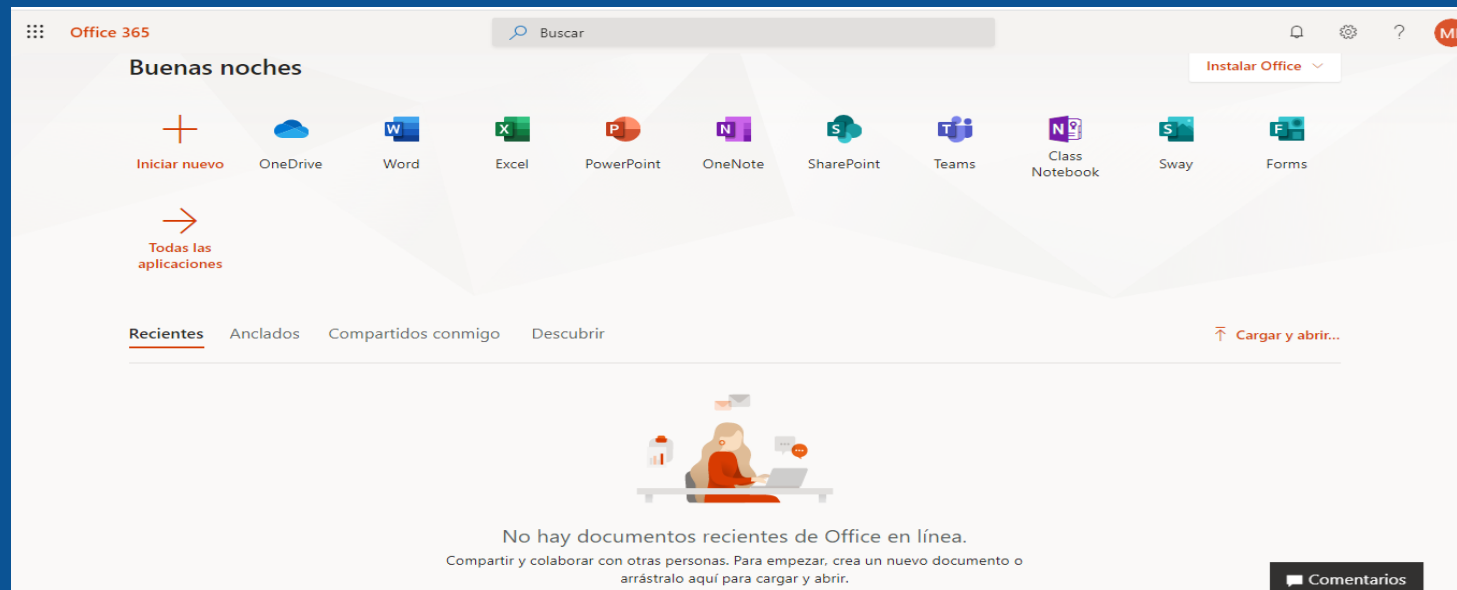 Office 365
Buscar
Buenas noches
Instalar Office
Iniciar nuevo
OneDrive
Word
Excel
PowerPoint
OneNote
SharePoint
Teams
Class
Notebook
Sway
Forms
Todas las
aplicaciones
Recientes Anclados Compartidos conmigo Descubrir
Cargar y abrir...
No hay documentos recientes de Office en línea.
Compartir y colaborar con otras personas. Para empezar, crea un nuevo documento o
arrástralo aquí para cargar y abrir.
Comentarios